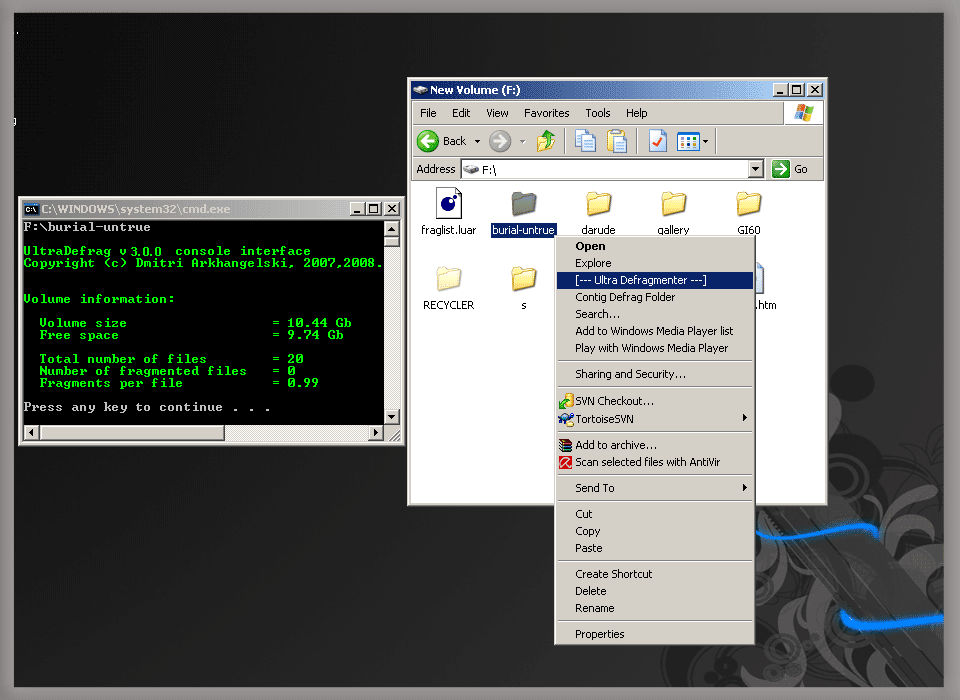 C:\WINDOWS\system32\cmd.exe
F:\burial-untrue
UltraDefrag v3.0.0 console interface
Copyright (c) Dmitri Arkhangelski, 2007,2008.
Volume information:
Volume size = 10.44 Gb
Free space = 9.74 Gb
Total number of files = 20
Number of fragmented files = 0
Fragments per file = 0.99
Press any key to continue . . .
New Volume (F:)
File Edit View Favorites Tools Help
Back
Address F:\ Go
fraglist.luar burial-untrue darude gallery GI60
RECYCLER s .htm
Open
Explore
[--- Ultra Defragmenter ---]
Contig Defrag Folder
Search...
Add to Windows Media Player list
Play with Windows Media Player
Sharing and Security...
SVN Checkout...
TortoiseSVN
Add to archive...
Scan selected files with AntiVir
Send To
Cut
Copy
Paste
Create Shortcut
Delete
Rename
Properties